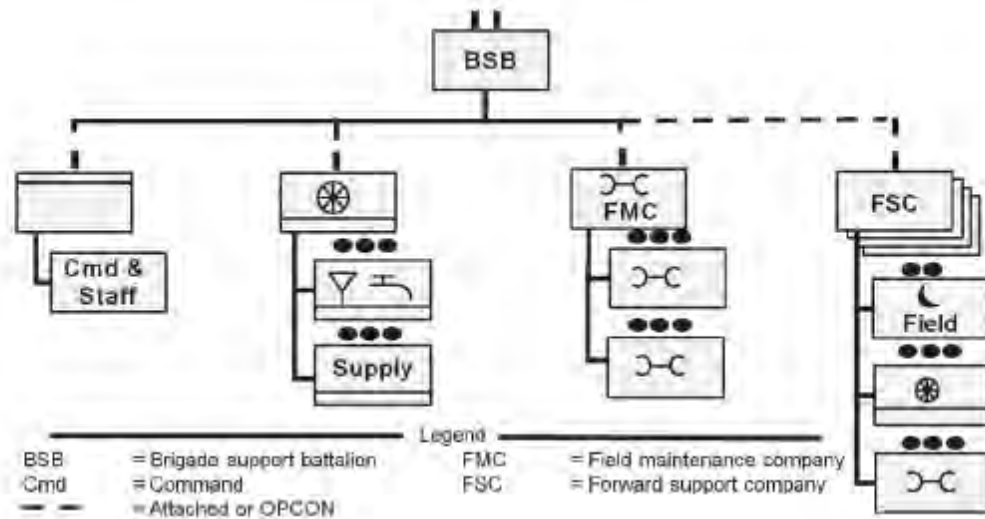 BSB
FMC
FSC
Cmd &
Staff
Field
Supply
Legend
BSB = Brigade support battalion
FMC = Field maintenance company
Cmd = Command
FSC = Forward support company
= Attached or OPCON